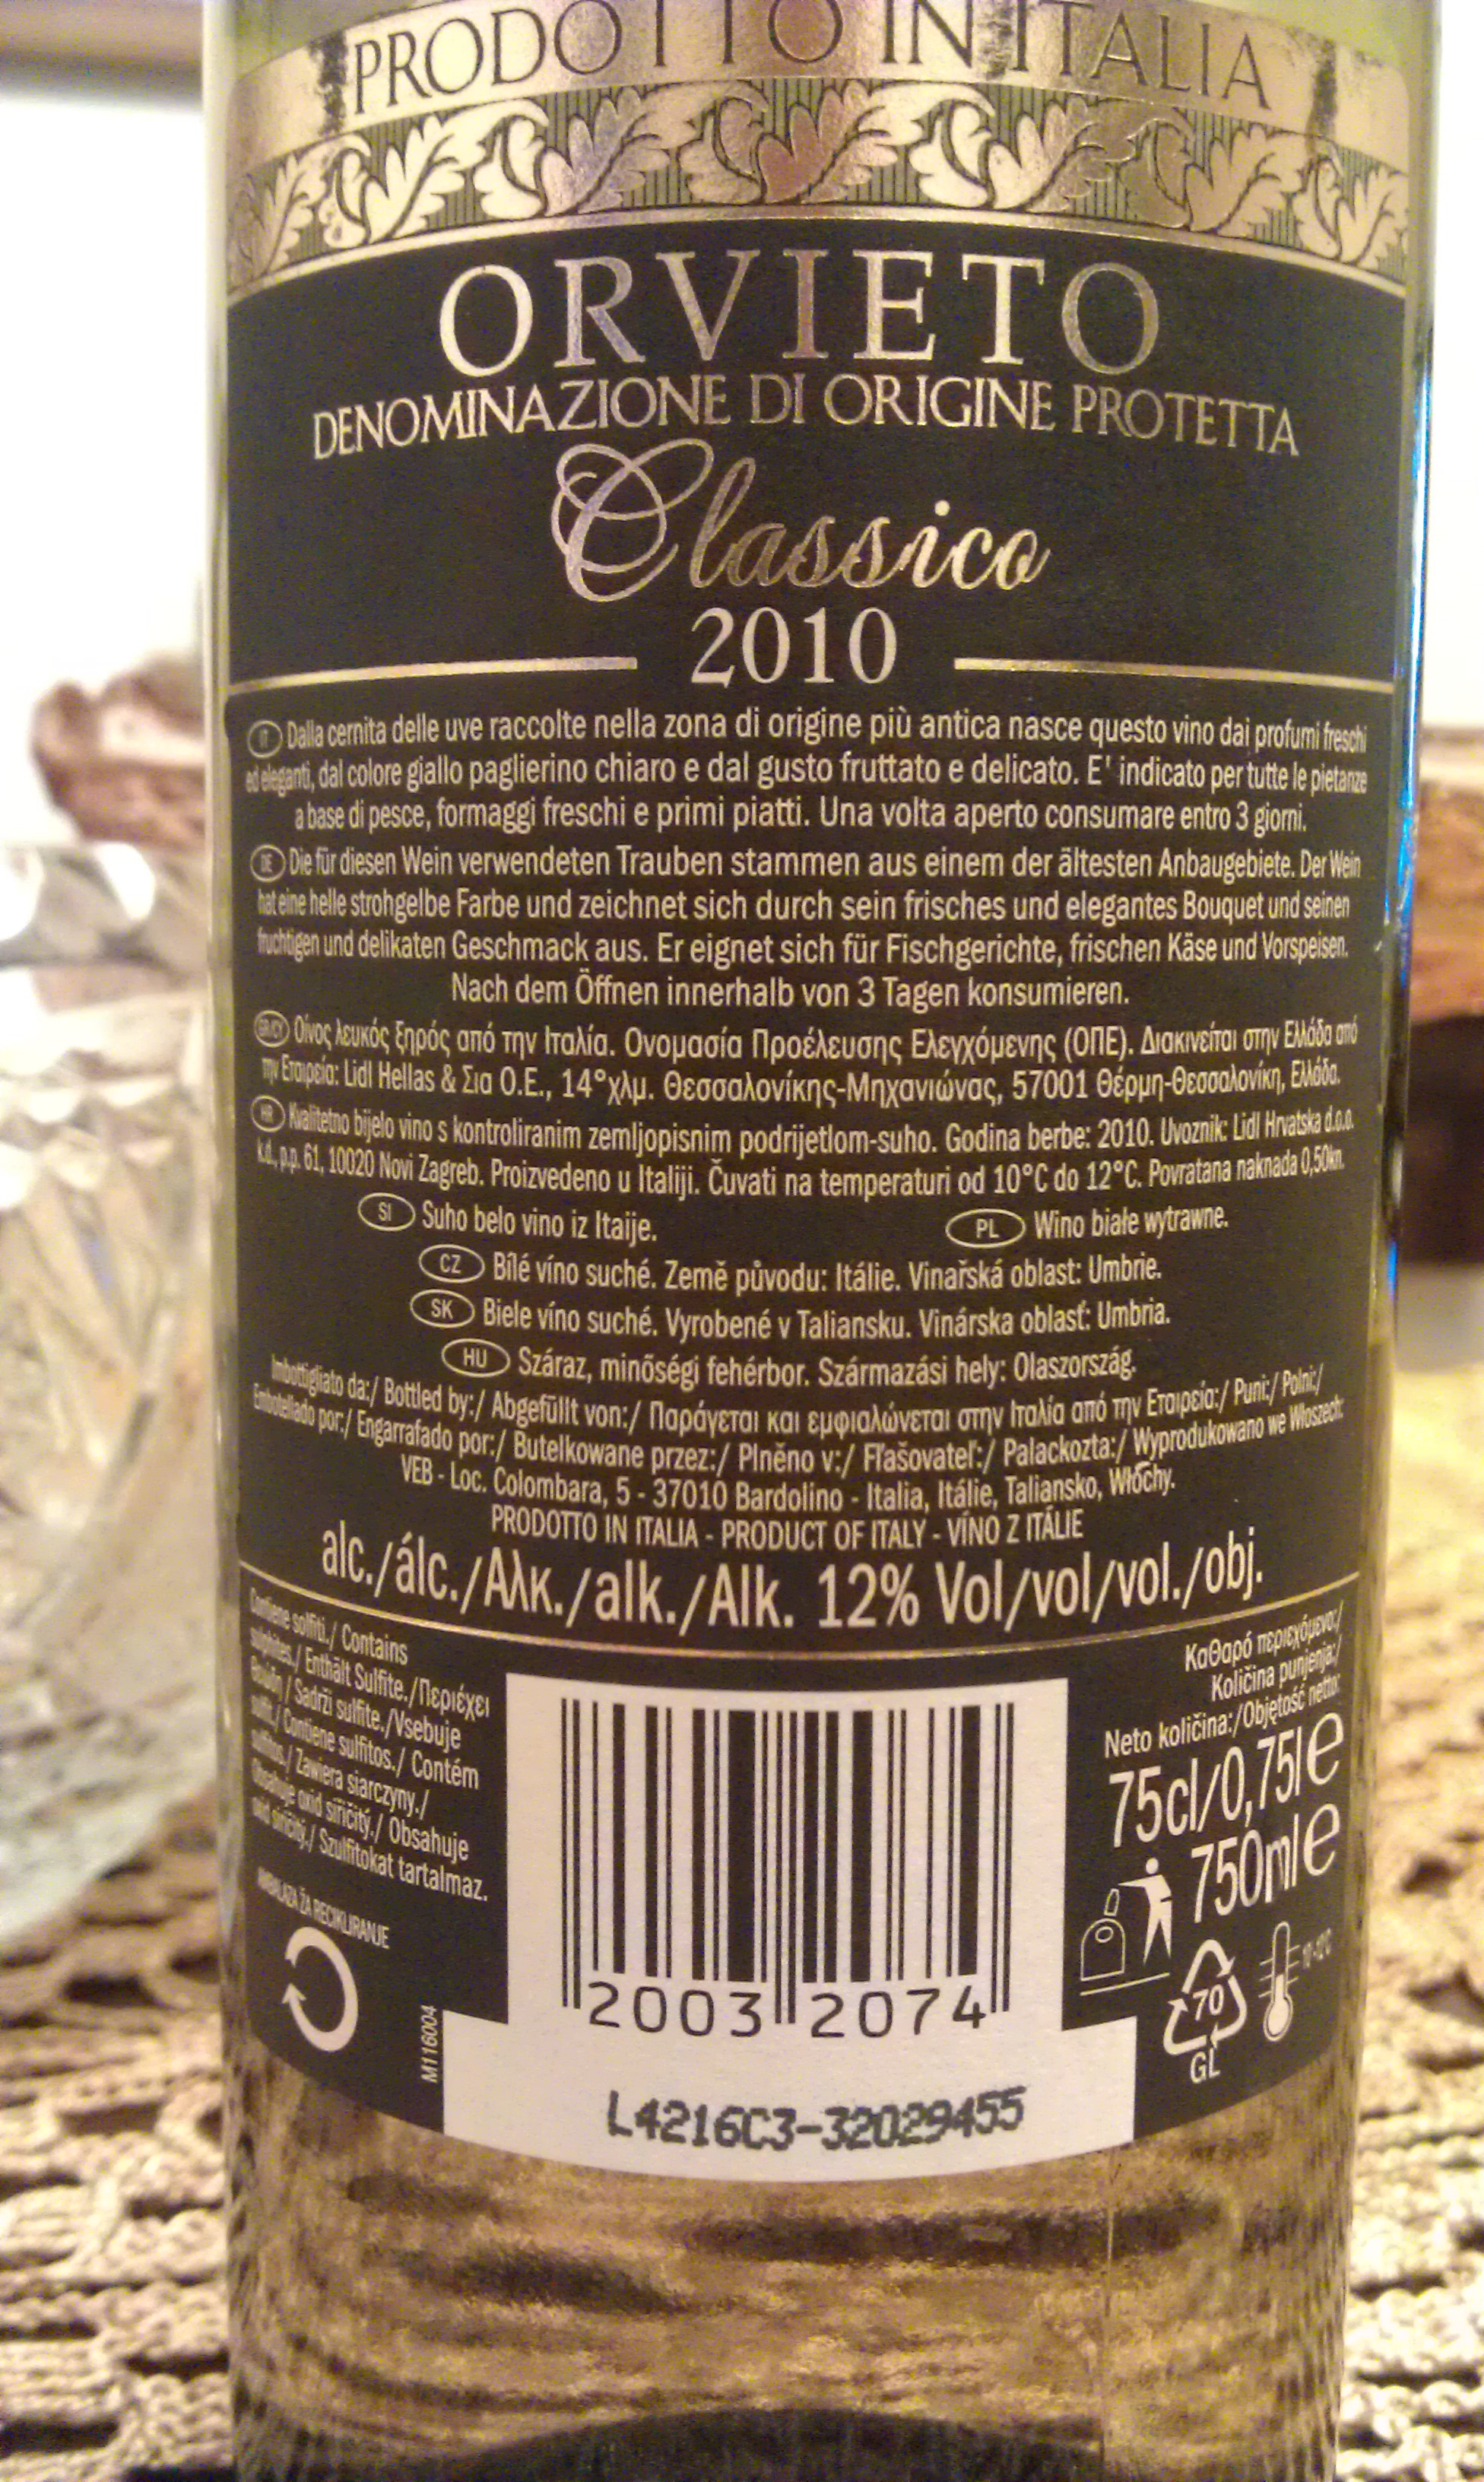 PRODOTTO IN ITALIA
ORVIETO
DENOMINAZIONE DI ORIGINE PROTETTA
Classico
2010
IT Dalla cernita delle uve raccolte nella zona di origine più antica nasce questo vino dai profumi freschi
ed eleganti, dal colore giallo paglierino chiaro e dal gusto fruttato e delicato. E' indicato per tutte le pietanze
a base di pesce, formaggi freschi e primi piatti. Una volta aperto consumare entro 3 giorni.
DE Die für diesen Wein verwendeten Trauben stammen aus einem der ältesten Anbaugebiete. Der Wein
hat eine helle strohgelbe Farbe und zeichnet sich durch sein frisches und elegantes Bouquet und seinen
fruchtigen und delikaten Geschmack aus. Er eignet sich für Fischgerichte, frischen Käse und Vorspeisen.
Nach dem Öffnen innerhalb von 3 Tagen konsumieren.
GR/CY Οίνος λευκός ξηρός από την Ιταλία. Ονομασία Προέλευσης Ελεγχόμενης (ΟΠΕ). Διακινείται στην Ελλάδα από
την Εταιρεία: Lidl Hellas & Σια Ο.Ε., 14°χλμ. Θεσσαλονίκης-Μηχανιώνας, 57001 Θέρμη-Θεσσαλονίκη, Ελλάδα.
HR Kvalitetno bijelo vino s kontroliranim zemljopisnim podrijetlom-suho. Godina berbe: 2010. Uvoznik: Lidl Hrvatska d.o.o.
k.d., p.p. 61, 10020 Novi Zagreb. Proizvedeno u Italiji. Čuvati na temperaturi od 10°C do 12°C. Povratana naknada 0,50kn.
SI Suho belo vino iz Itaije. PL Wino białe wytrawne.
CZ Bílé víno suché. Země původu: Itálie. Vinařská oblast: Umbrie.
SK Biele víno suché. Vyrobené v Taliansku. Vinárska oblasť: Umbria.
HU Száraz, minőségi fehérbor. Származási hely: Olaszország.
Imbottigliato da:/ Bottled by:/ Abgefüllt von:/ Παράγεται και εμφιαλώνεται στην Ιταλία από την Εταιρεία:/ Puni:/ Polni:/
Embotellado por:/ Engarrafado por:/ Butelkowane przez:/ Plněno v:/ Fľašovateľ:/ Palackozta:/ Wyprodukowano we Włoszech:
VEB - Loc. Colombara, 5 - 37010 Bardolino - Italia, Itálie, Taliansko, Włochy.
PRODOTTO IN ITALIA - PRODUCT OF ITALY - VÍNO Z ITÁLIE
alc./álc./Αλκ./alk./Alk. 12% Vol/vol/vol./obj.
Contiene solfiti./ Contains
sulphites./ Enthält Sulfite./Περιέχει
θειώδη / Sadrži sulfite./Vsebuje
sulfit./ Contiene sulfitos./ Contém
sulfitos./ Zawiera siarczyny./
Obsahuje oxid siřičitý./ Obsahuje
oxid siričitý./ Szulfitokat tartalmaz.
AMBALAŽA ZA RECIKLIRANJE
M116004
2003 2074
L4216C3-32029455
Καθαρό περιεχόμενο:/
Količina punjenja:/
Neto količina:/Objętość netto:
75cl/0,75l e
750ml e
70
GL
10°-12°C